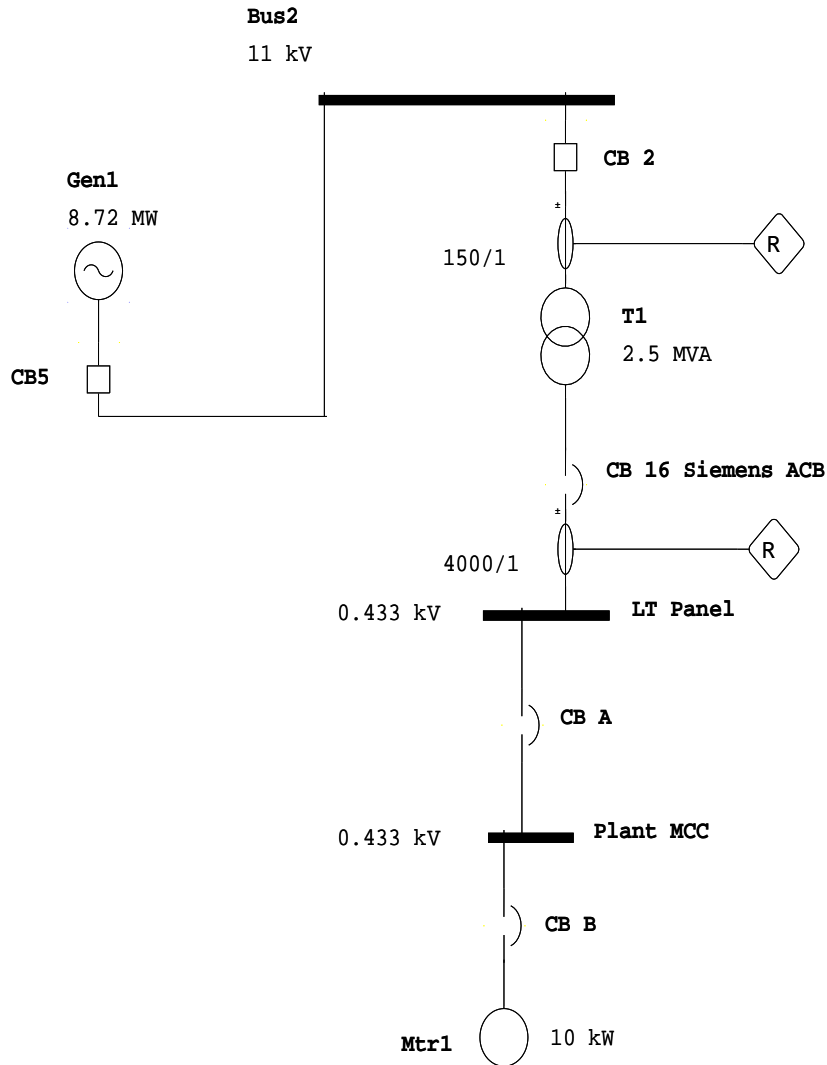 Bus2
11 kV
CB 2
Gen1
8.72 MW
±
150/1
R
T1
2.5 MVA
CB5
CB 16 Siemens ACB
±
4000/1
R
0.433 kV
LT Panel
CB A
0.433 kV
Plant MCC
CB B
Mtr1
10 kW